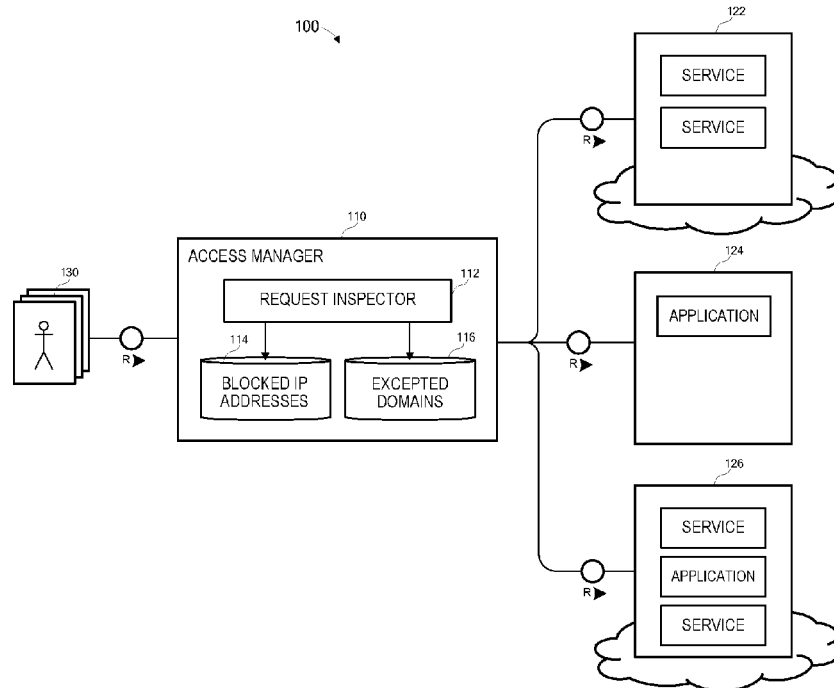 100
122
SERVICE
SERVICE
R
110
ACCESS MANAGER
112
REQUEST INSPECTOR
130
R
114
BLOCKED IP
ADDRESSES
116
EXCEPTED
DOMAINS
124
APPLICATION
R
126
SERVICE
APPLICATION
SERVICE
R